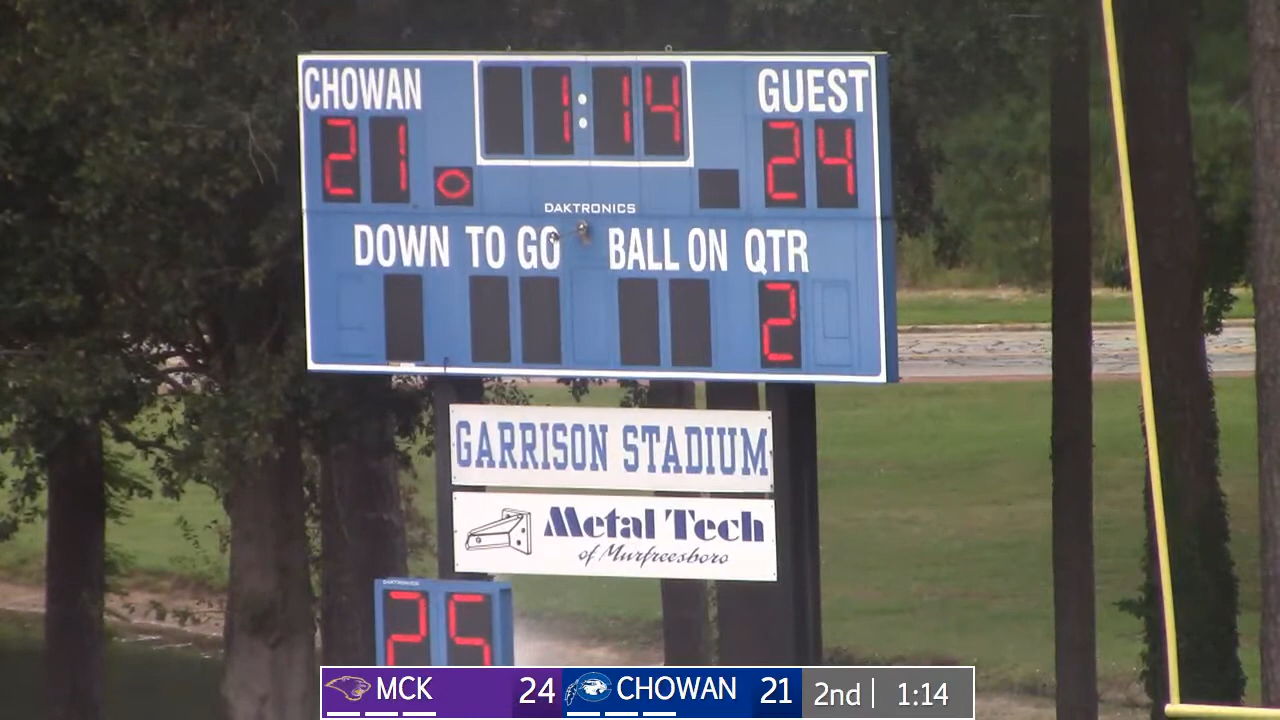 CHOWAN 1:14 GUEST
21 24
DAKTRONICS
DOWN TO GO BALL ON QTR
2
GARRISON STADIUM
Metal Tech
of Murfreesboro
DAKTRONICS
25
MCK 24 CHOWAN 21 2nd | 1:14